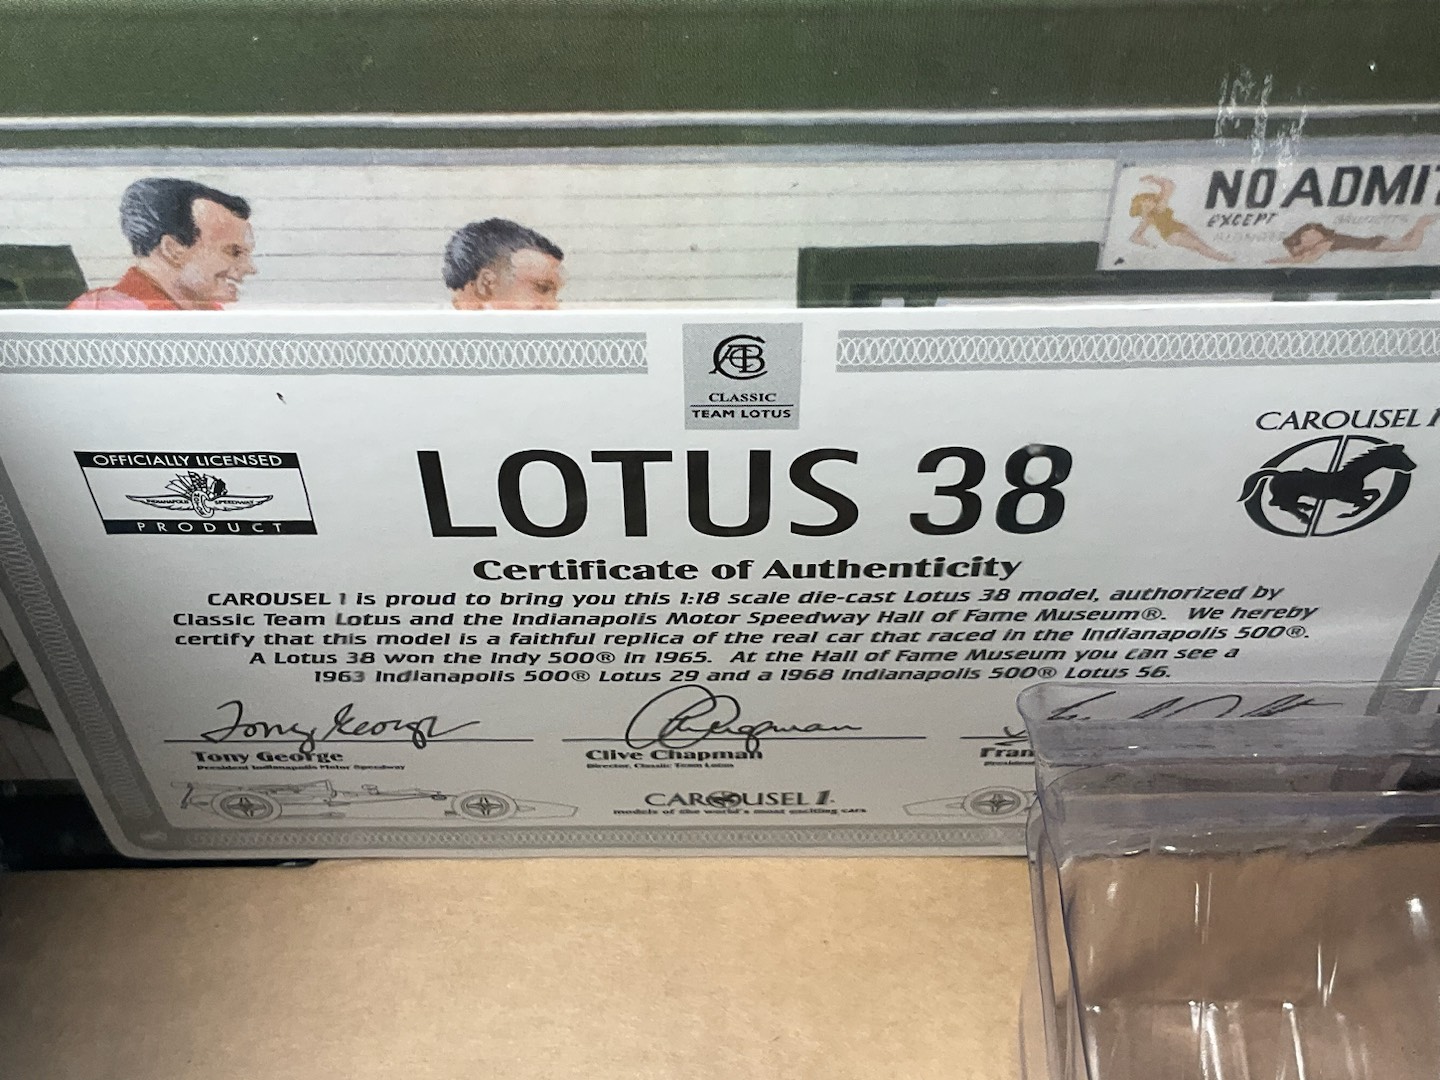 NO ADMIT
EXCEPT
CLASSIC
TEAM LOTUS
CAROUSEL 1
OFFICIALLY LICENSED
INDIANAPOLIS SPEEDWAY
PRODUCT
LOTUS 38
Certificate of Authenticity
CAROUSEL 1 is proud to bring you this 1:18 scale die-cast Lotus 38 model, authorized by
Classic Team Lotus and the Indianapolis Motor Speedway Hall of Fame Museum®. We hereby
certify that this model is a faithful replica of the real car that raced in the Indianapolis 500®.
A Lotus 38 won the Indy 500® in 1965. At the Hall of Fame Museum you can see a
1963 Indianapolis 500® Lotus 29 and a 1968 Indianapolis 500® Lotus 56.
Tony George
Tony George
President Indianapolis Motor Speedway
Clive Chapman
Director, Classic Team Lotus
Fran
President
CAROUSEL 1
models of the world's most exciting cars